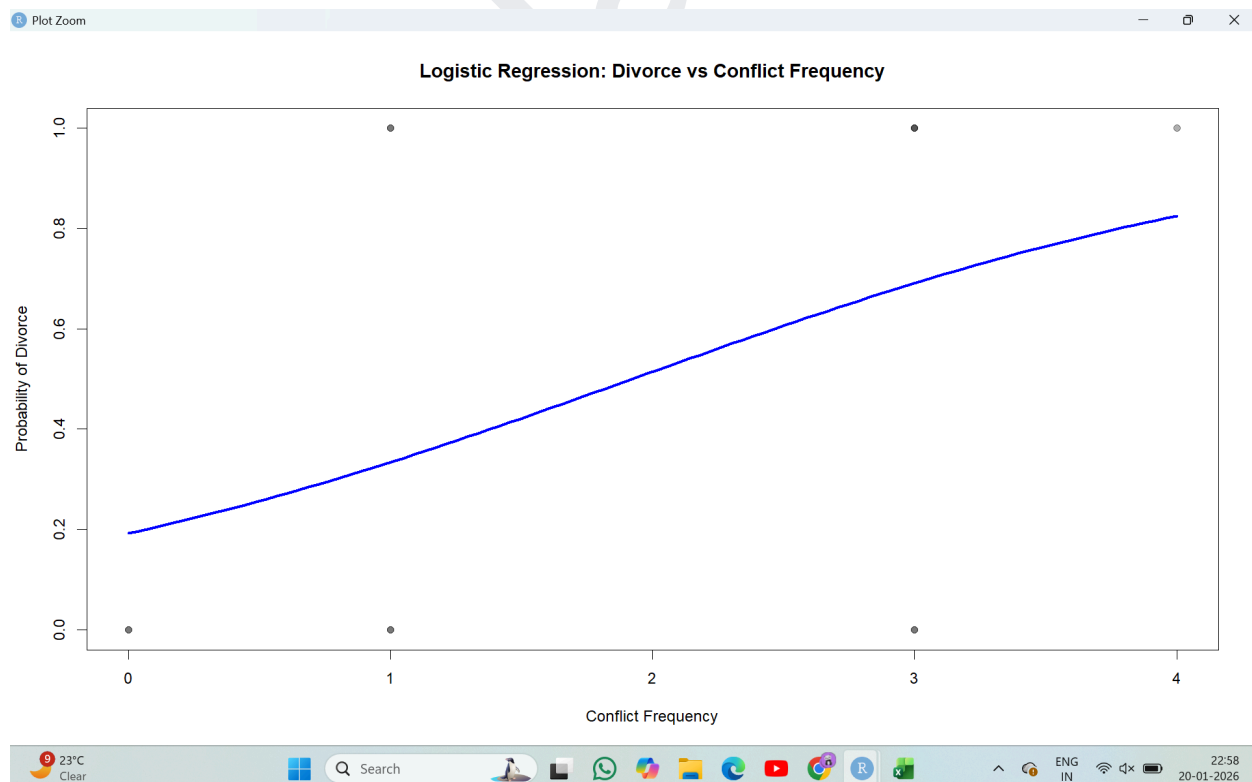 R Plot Zoom
Logistic Regression: Divorce vs Conflict Frequency
Probability of Divorce
1.0
0.8
0.6
0.4
0.2
0.0
0 1 2 3 4
Conflict Frequency
9 23°C
Clear
Search
n
R
ENG
IN
22:58
20-01-2026